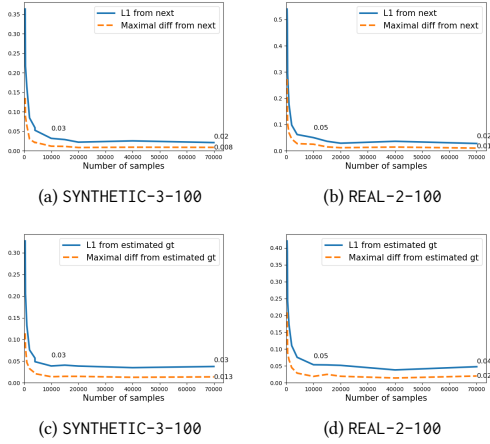 L1 from next
Maximal diff from next
0.35
0.30
0.25
0.20
0.15
0.10
0.05
0.00
0.03
0.02
0.008
0 10000 20000 30000 40000 50000 60000 70000
Number of samples
(a) SYNTHETIC-3-100
L1 from next
Maximal diff from next
0.5
0.4
0.3
0.2
0.1
0.0
0.05
0.02
0.01
0 10000 20000 30000 40000 50000 60000 70000
Number of samples
(b) REAL-2-100
L1 from estimated gt
Maximal diff from estimated gt
0.30
0.25
0.20
0.15
0.10
0.05
0.00
0.03
0.03
0.013
0 10000 20000 30000 40000 50000 60000 70000
Number of samples
(c) SYNTHETIC-3-100
L1 from estimated gt
Maximal diff from estimated gt
0.40
0.35
0.30
0.25
0.20
0.15
0.10
0.05
0.00
0.05
0.04
0.02
0 10000 20000 30000 40000 50000 60000 70000
Number of samples
(d) REAL-2-100